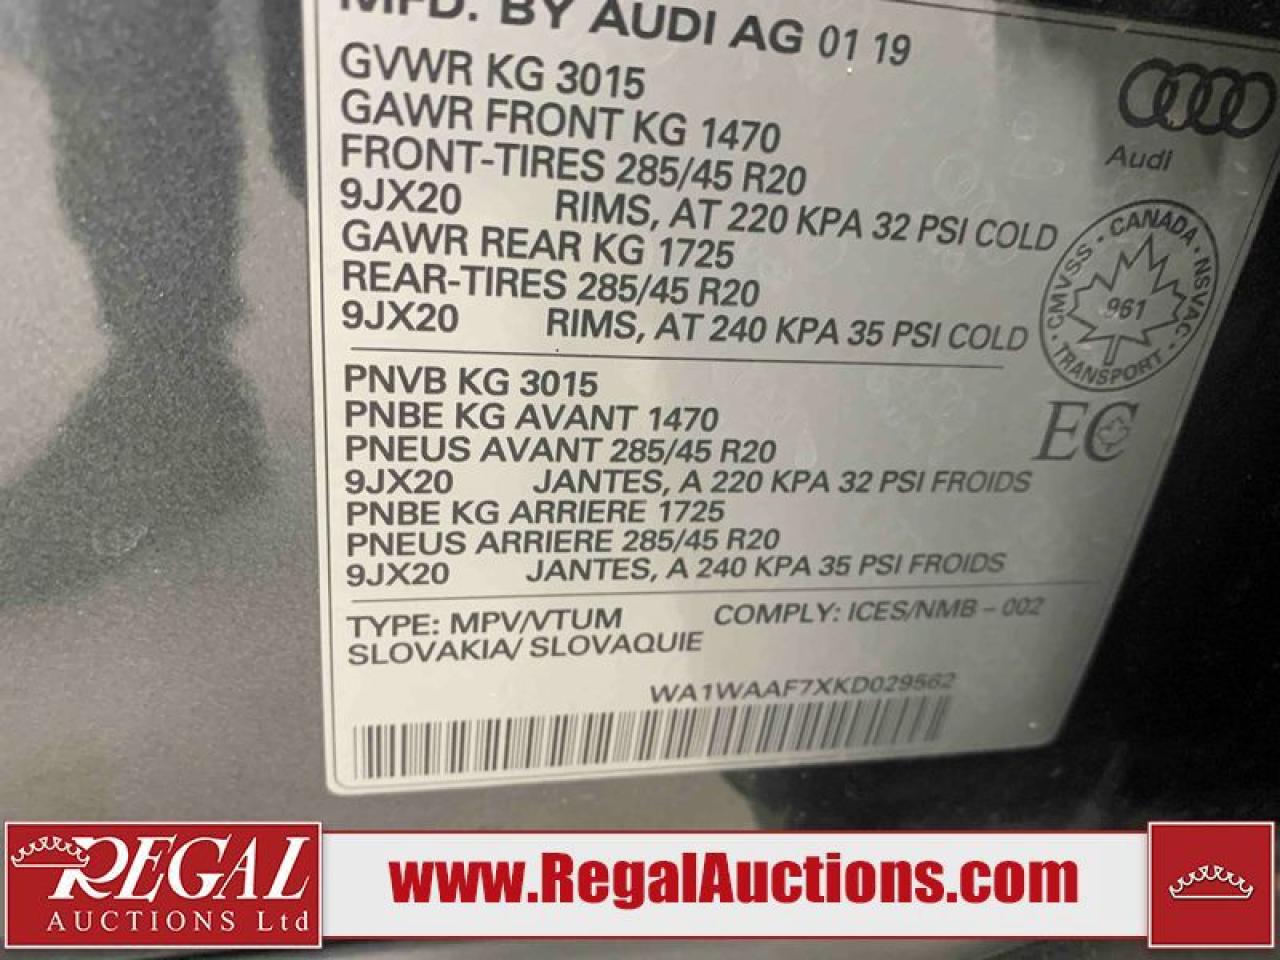 MFD. BY AUDI AG 01 19
GVWR KG 3015
GAWR FRONT KG 1470
FRONT-TIRES 285/45 R20
9JX20 RIMS, AT 220 KPA 32 PSI COLD
GAWR REAR KG 1725
REAR-TIRES 285/45 R20
9JX20 RIMS, AT 240 KPA 35 PSI COLD
Audi
CANADA · NSVAC · TRANSPORT · CMVSS ·
961
EC
PNVB KG 3015
PNBE KG AVANT 1470
PNEUS AVANT 285/45 R20
9JX20 JANTES, A 220 KPA 32 PSI FROIDS
PNBE KG ARRIERE 1725
PNEUS ARRIERE 285/45 R20
9JX20 JANTES, A 240 KPA 35 PSI FROIDS
TYPE: MPV/VTUM COMPLY: ICES/NMB - 002
SLOVAKIA/ SLOVAQUIE
WA1WAAF7XKD029562
REGAL
AUCTIONS Ltd
www.RegalAuctions.com